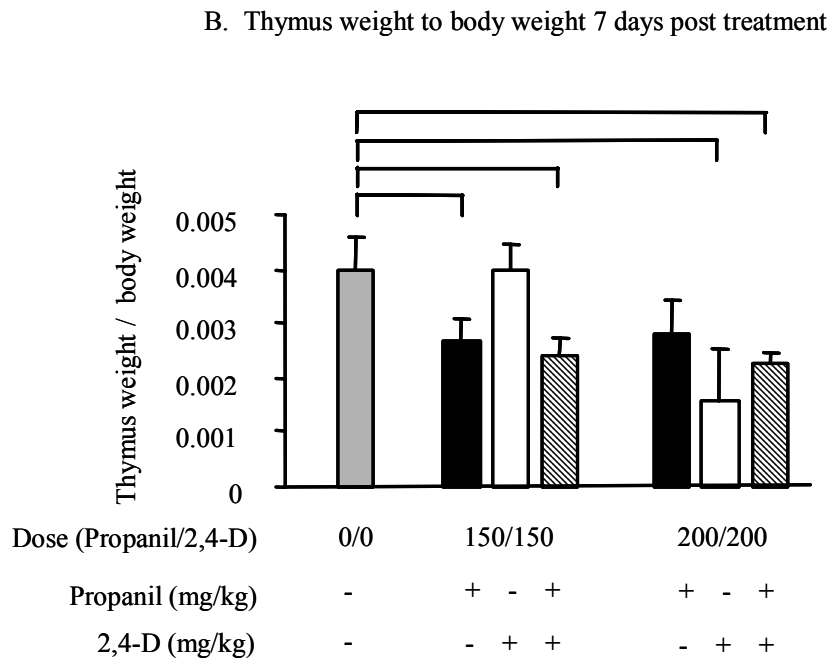 B. Thymus weight to body weight 7 days post treatment
Thymus weight / body weight
0.005
0.004
0.003
0.002
0.001
0
Dose (Propanil/2,4-D) 0/0 150/150 200/200
Propanil (mg/kg) - + - + + - +
2,4-D (mg/kg) - - + + - + +